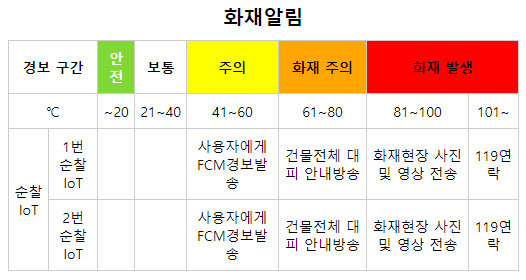 화재알림
경보 구간 안전 보통 주의 화재 주의 화재 발생
℃ ~20 21~40 41~60 61~80 81~100 101~
순찰
IoT
1번
순찰
IoT
사용자에게
FCM경보발
송
건물전체 대
피 안내방송
화재현장 사진
및 영상 전송
119연
락
2번
순찰
IoT
사용자에게
FCM경보발
송
건물전체 대
피 안내방송
화재현장 사진
및 영상 전송
119연
락